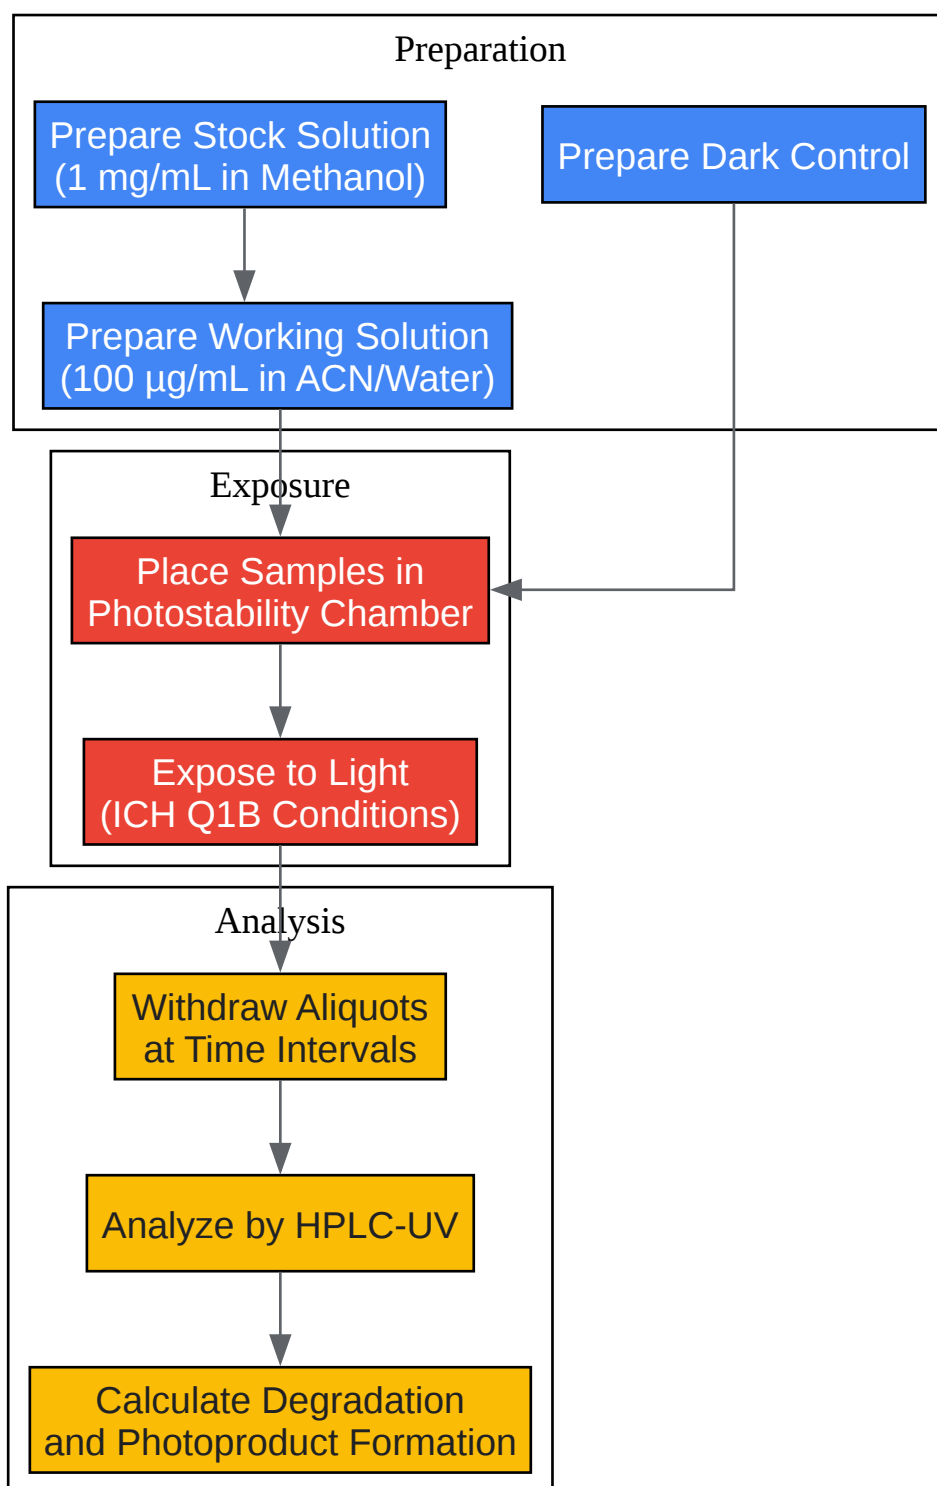 Preparation
Prepare Stock Solution
(1 mg/mL in Methanol)
Prepare Dark Control
Prepare Working Solution
(100 µg/mL in ACN/Water)
Exposure
Place Samples in
Photostability Chamber
Expose to Light
(ICH Q1B Conditions)
Analysis
Withdraw Aliquots
at Time Intervals
Analyze by HPLC-UV
Calculate Degradation
and Photoproduct Formation